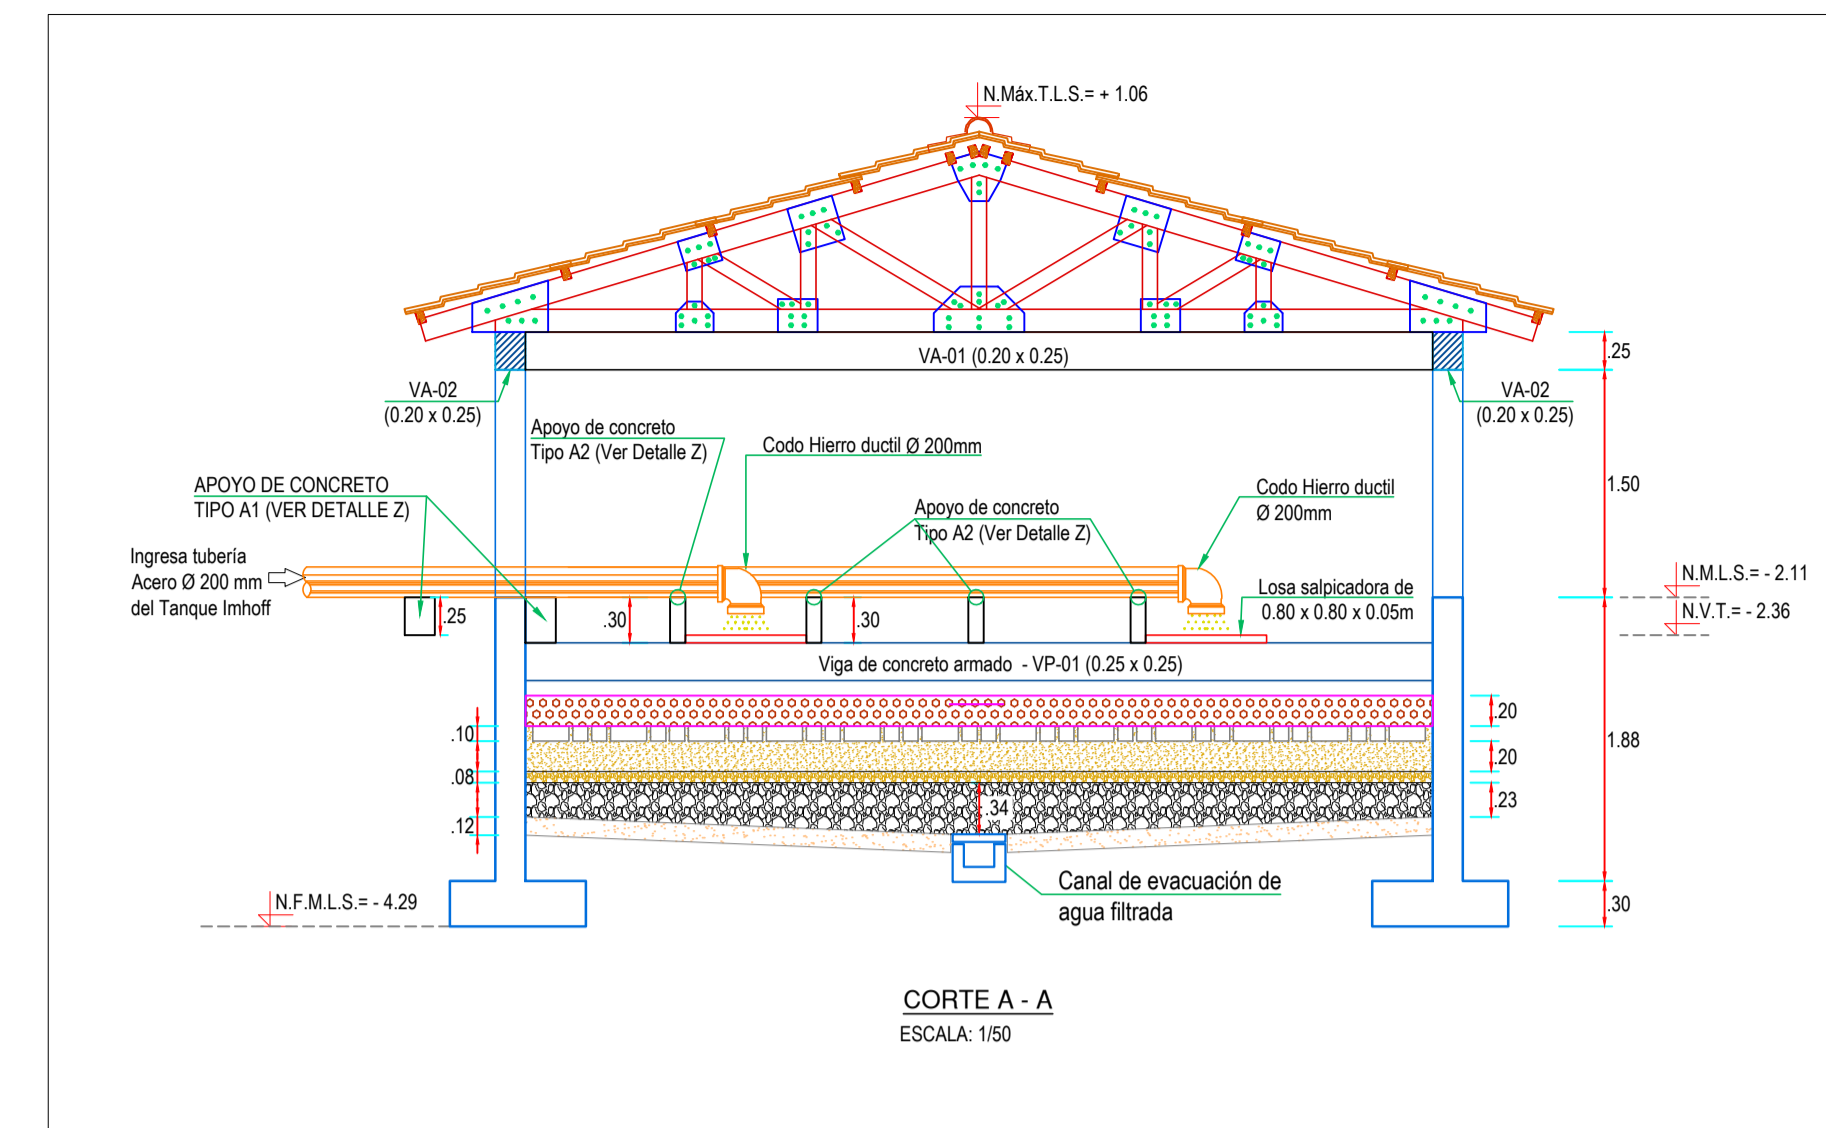 N.Máx.T.L.S.= + 1.06
VA-01 (0.20 x 0.25)
.25
VA-02
(0.20 x 0.25)
VA-02
(0.20 x 0.25)
Apoyo de concreto
Tipo A2 (Ver Detalle Z)
Codo Hierro ductil Ø 200mm
APOYO DE CONCRETO
TIPO A1 (VER DETALLE Z)
Codo Hierro ductil
Ø 200mm
1.50
Apoyo de concreto
Tipo A2 (Ver Detalle Z)
Ingresa tubería
Acero Ø 200 mm
del Tanque Imhoff
Losa salpicadora de
0.80 x 0.80 x 0.05m
N.M.L.S.= - 2.11
N.V.T.= - 2.36
.25
.30
.30
Viga de concreto armado - VP-01 (0.25 x 0.25)
.20
.10
1.88
.20
.08
.23
.34
.12
Canal de evacuación de
agua filtrada
N.F.M.L.S.= - 4.29
.30
CORTE A - A
ESCALA: 1/50